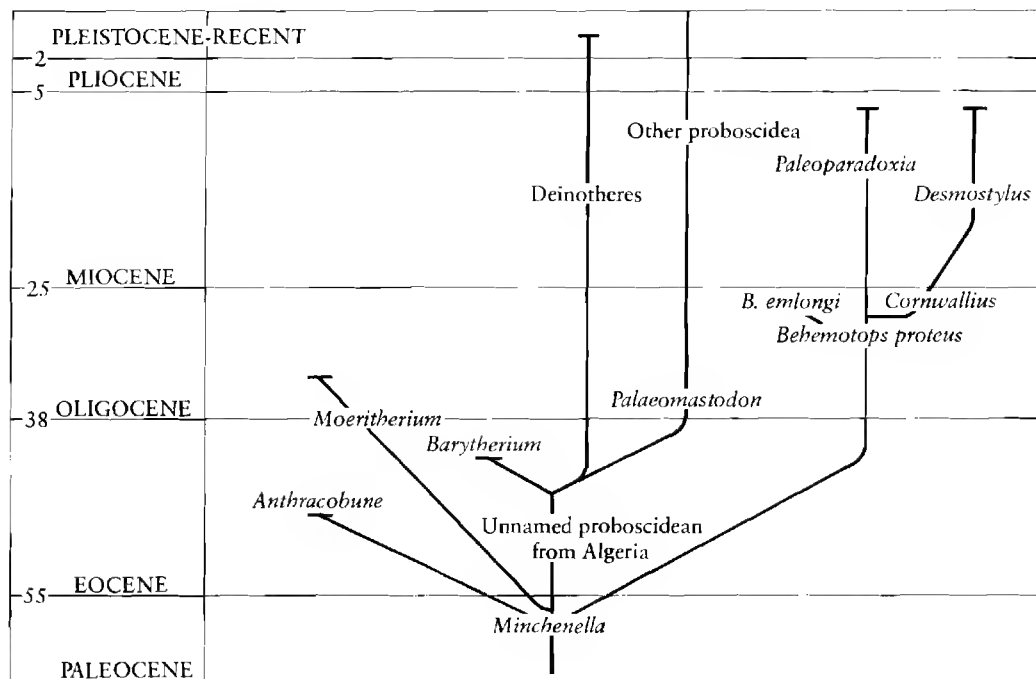 PLEISTOCENE-RECENT
2
PLIOCENE
5
Other proboscidea
Paleoparadoxia
Deinotheres
Desmostylus
MIOCENE
25
B. emlongi
Cornwallius
Behemotops proteus
Palaeomastodon
OLIGOCENE
38
Moeritherium
Barytherium
Anthracobune
Unnamed proboscidean
from Algeria
EOCENE
55
Minchenella
PALEOCENE